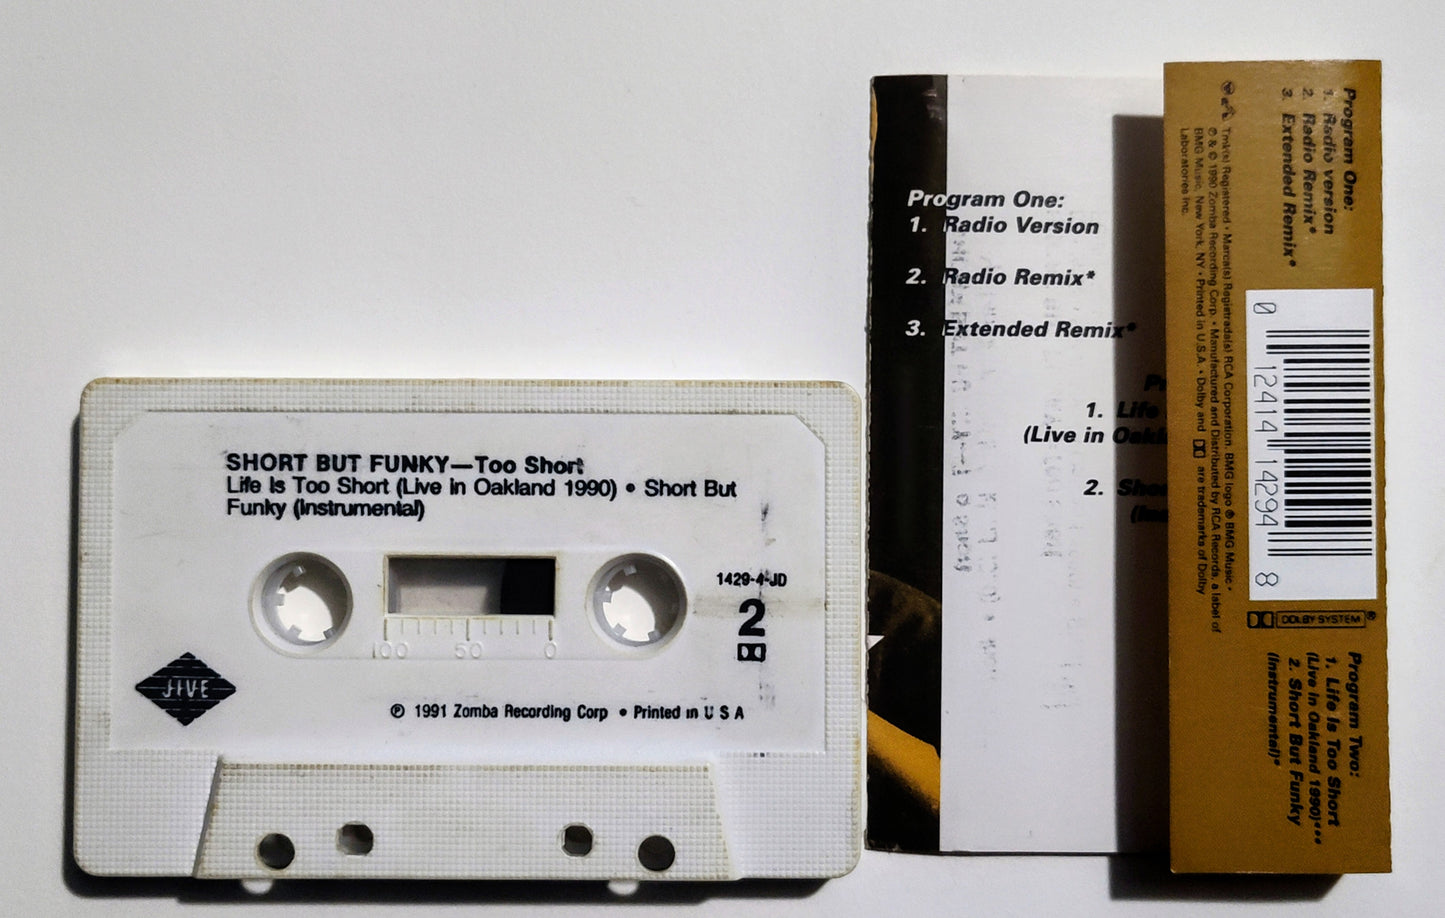 SHORT BUT FUNKY—Too Short
Life Is Too Short (Live in Oakland 1990) • Short But
Funky (Instrumental)
1429-4-JD
2
100 50 0
JIVE
℗ 1991 Zomba Recording Corp • Printed in U S A
Program One:
1. Radio Version
2. Radio Remix*
3. Extended Remix*
1. Life
(Live in Oakl
2. Sho
Program One:
1. Radio version
2. Radio Remix*
3. Extended Remix*
Tmk(s) Registered • Marca(s) Registrada(s) RCA Corporation. BMG logo ® BMG Music •
℗ & © 1990 Zomba Recording Corp. • Manufactured and Distributed by RCA Records, a label of
BMG Music, New York, NY • Printed in U.S.A. • Dolby and are trademarks of Dolby
Laboratories Inc.
0 12414 14294 8
DOLBY SYSTEM ®
Program Two:
1. Life Is Too Short
(Live in Oakland 1990)***
2. Short But Funky
(Instrumental)*